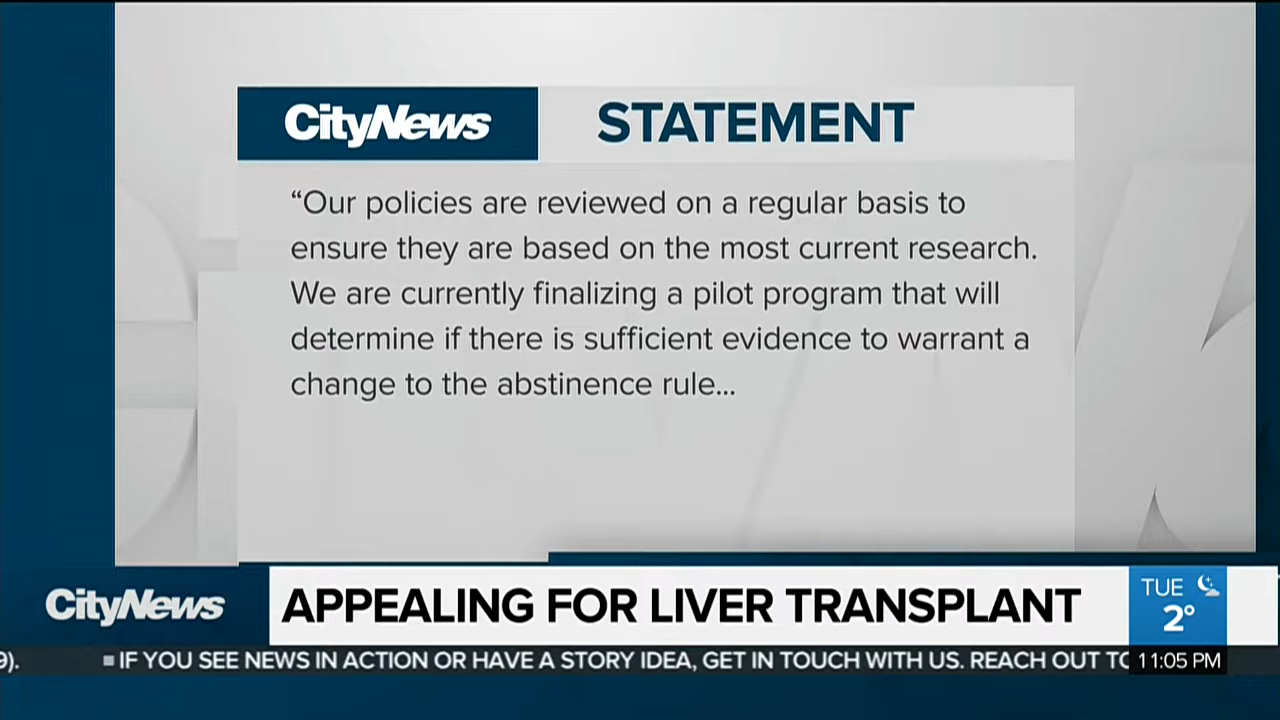 CityNews STATEMENT
“Our policies are reviewed on a regular basis to
ensure they are based on the most current research.
We are currently finalizing a pilot program that will
determine if there is sufficient evidence to warrant a
change to the abstinence rule...
CityNews APPEALING FOR LIVER TRANSPLANT
TUE
2°
9). ■ IF YOU SEE NEWS IN ACTION OR HAVE A STORY IDEA, GET IN TOUCH WITH US. REACH OUT TO
11:05 PM